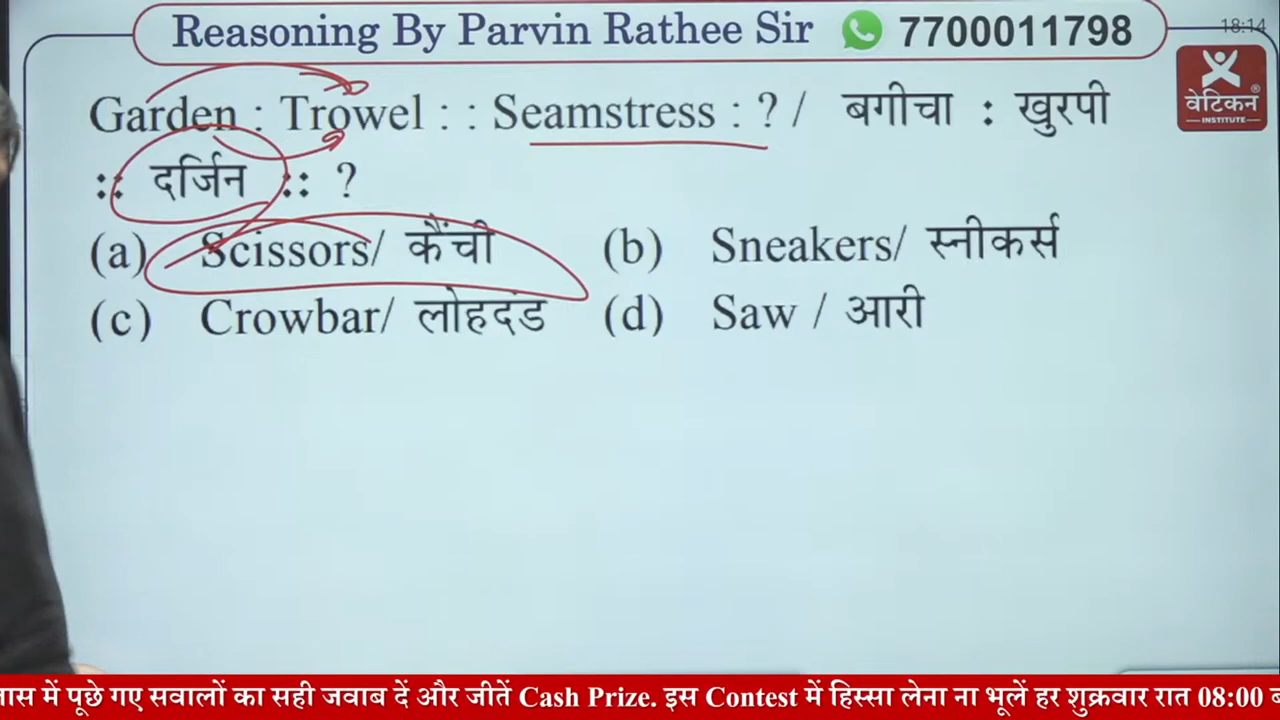 Reasoning By Parvin Rathee Sir 7700011798
18:14
Garden : Trowel : : Seamstress : ? / बगीचा : खुरपी
:: दर्जिन :: ?
वेटिकन®
INSTITUTE
(a) Scissors/ कैंची (b) Sneakers/ स्नीकर्स
(c) Crowbar/ लोहदंड (d) Saw / आरी
में पूछे गए सवालों का सही जवाब दें और जीतें Cash Prize. इस Contest में हिस्सा लेना ना भूलें हर शुक्रवार रात 08:00